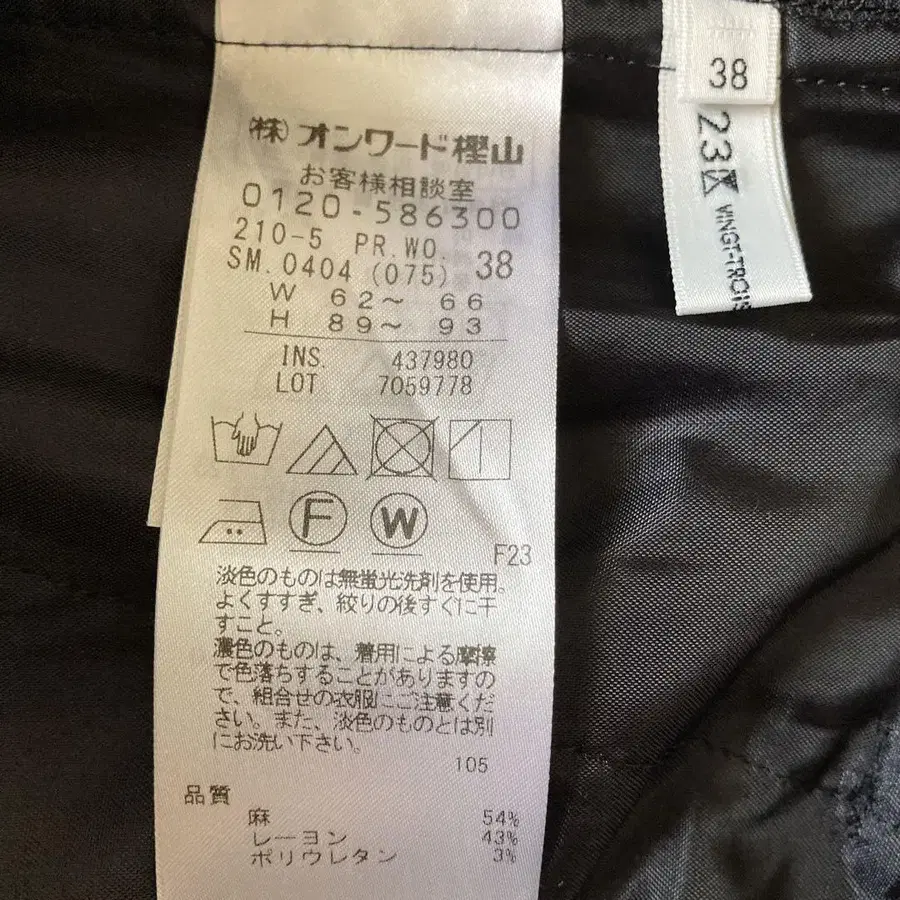 (株)オンワード樫山
お客様相談室
0120-586300
210-5 PR.WO.
SM.0404 (075) 38
W 62〜 66
H 89〜 93
INS. 437980
LOT 7059778
F
W
F23
淡色のものは無蛍光洗剤を使用。
よくすすぎ、絞りの後すぐに干
すこと。
濃色のものは、着用による摩擦
で色落ちすることがありますの
で、組合せの衣服にご注意くだ
さい。また、淡色のものとは別
にお洗い下さい。
105
品質
麻 54%
レーヨン 43%
ポリウレタン 3%
38
23区
VINGT-TROIS